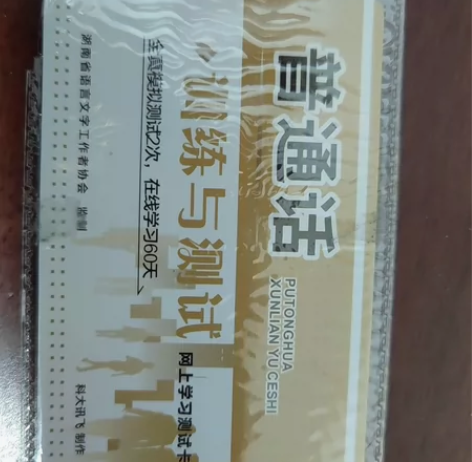 普通话
PUTONGHUA
XUNLIAN YU CESHI
训练与测试
网上学习测试卡
全真模拟测试2次，在线学习60天
湖南省语言文字工作者协会 监制
科大讯飞 制作